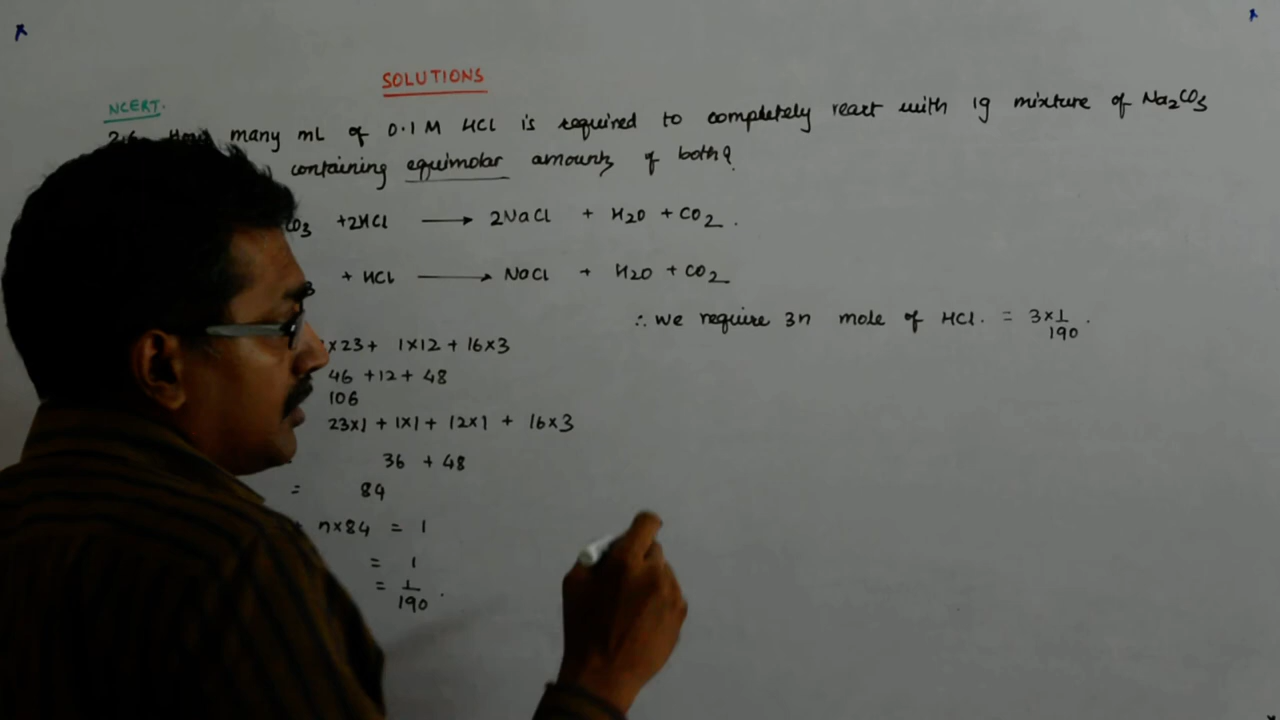 SOLUTIONS
NCERT.
many mL of 0.1 M HCl is required to completely react with 1g mixture of Na2CO3
containing equimolar amounts of both?
CO3 +2HCl ⟶ 2NaCl + H2O + CO2.
3 + HCl ⟶ NaCl + H2O + CO2
∴ we require 3n mole of HCl. = 3×1/190.
×23 + 1×12 + 16×3
46 +12+ 48
106
23×1 + 1×1 + 12×1 + 16×3
36 + 48
= 84
n×84 = 1
= 1
= 1/190.